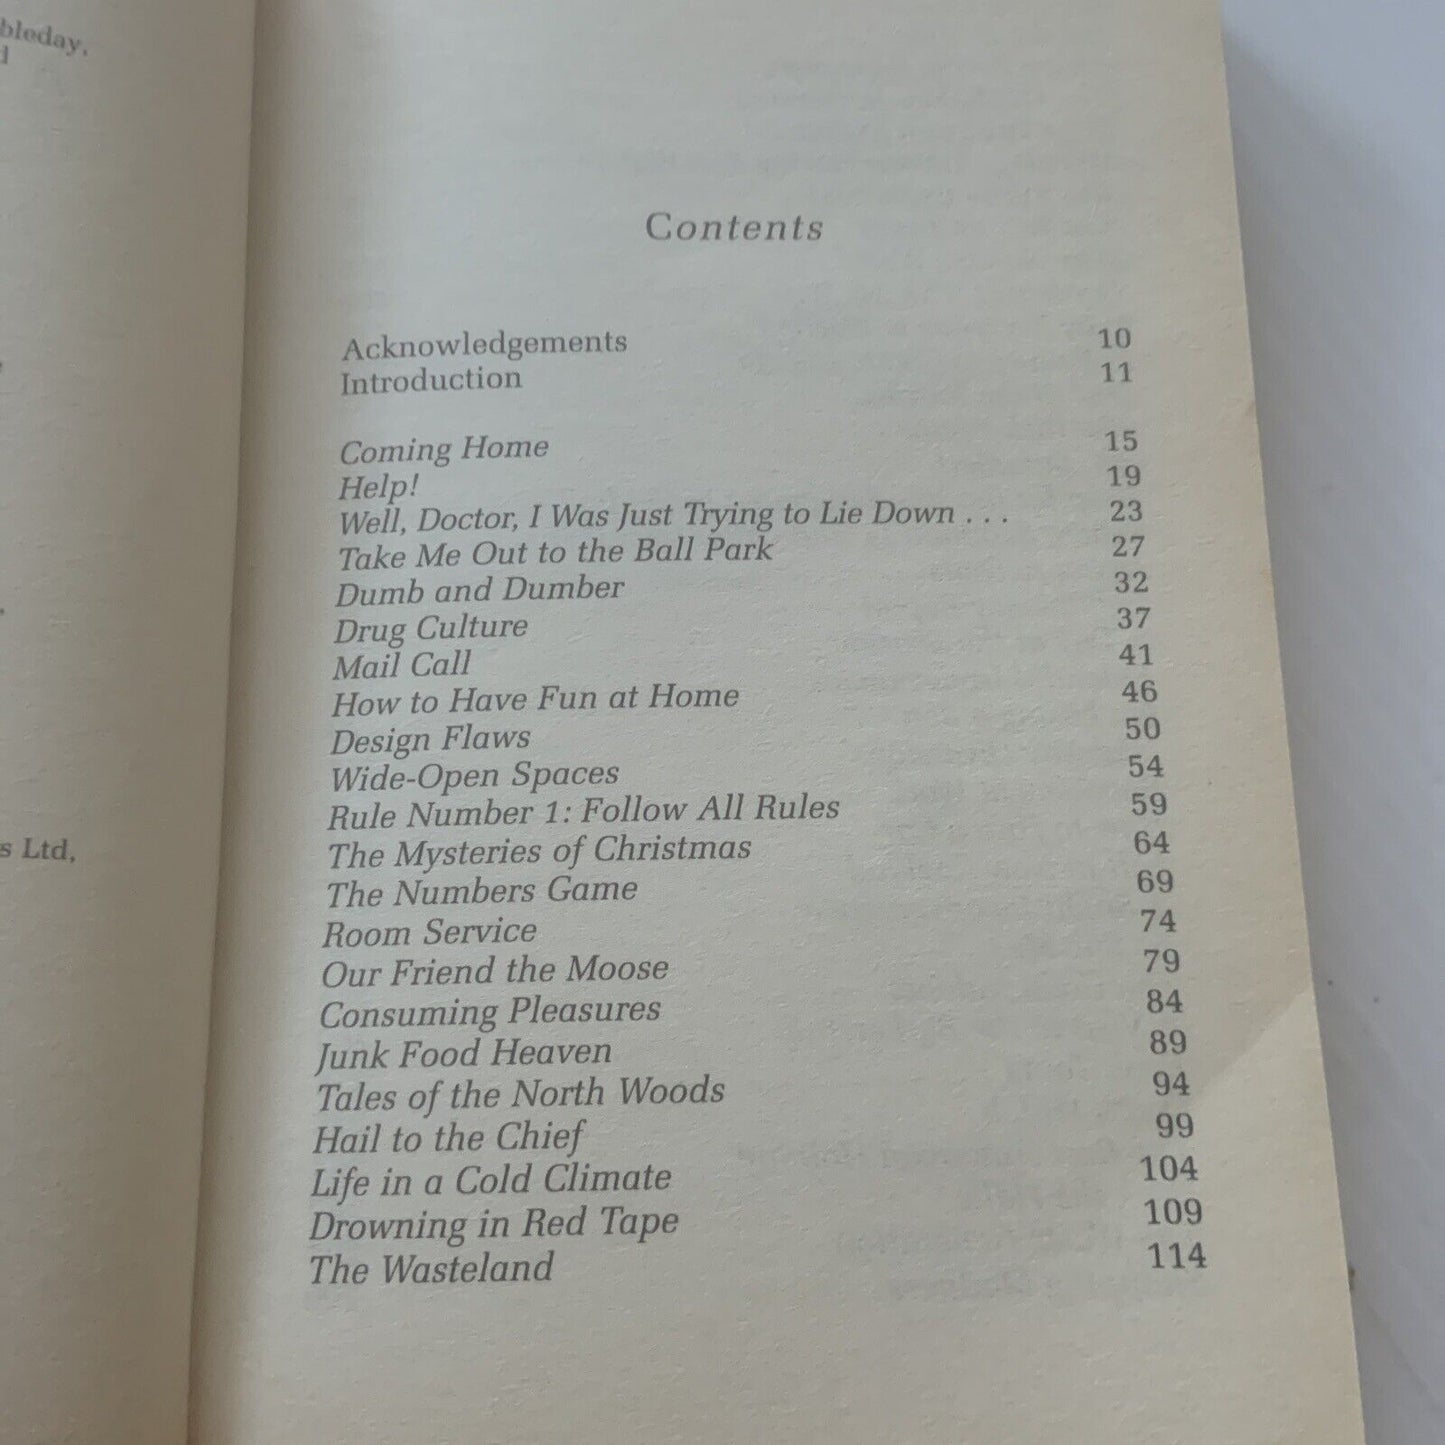 bleday,
Contents
Acknowledgements 10
Introduction 11
Coming Home 15
Help! 19
Well, Doctor, I Was Just Trying to Lie Down . . . 23
Take Me Out to the Ball Park 27
Dumb and Dumber 32
Drug Culture 37
Mail Call 41
How to Have Fun at Home 46
Design Flaws 50
Wide-Open Spaces 54
Rule Number 1: Follow All Rules 59
The Mysteries of Christmas 64
The Numbers Game 69
Room Service 74
Our Friend the Moose 79
Consuming Pleasures 84
Junk Food Heaven 89
Tales of the North Woods 94
Hail to the Chief 99
Life in a Cold Climate 104
Drowning in Red Tape 109
The Wasteland 114
s Ltd,